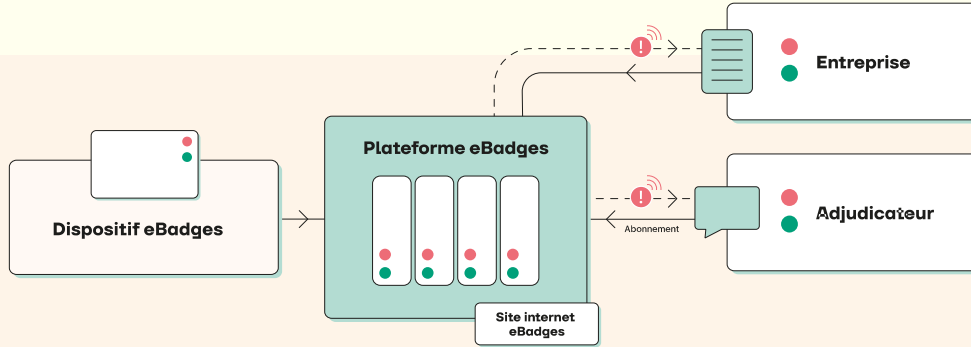 Entreprise
Plateforme eBadges
Dispositif eBadges
Adjudicateur
Abonnement
Site internet
eBadges